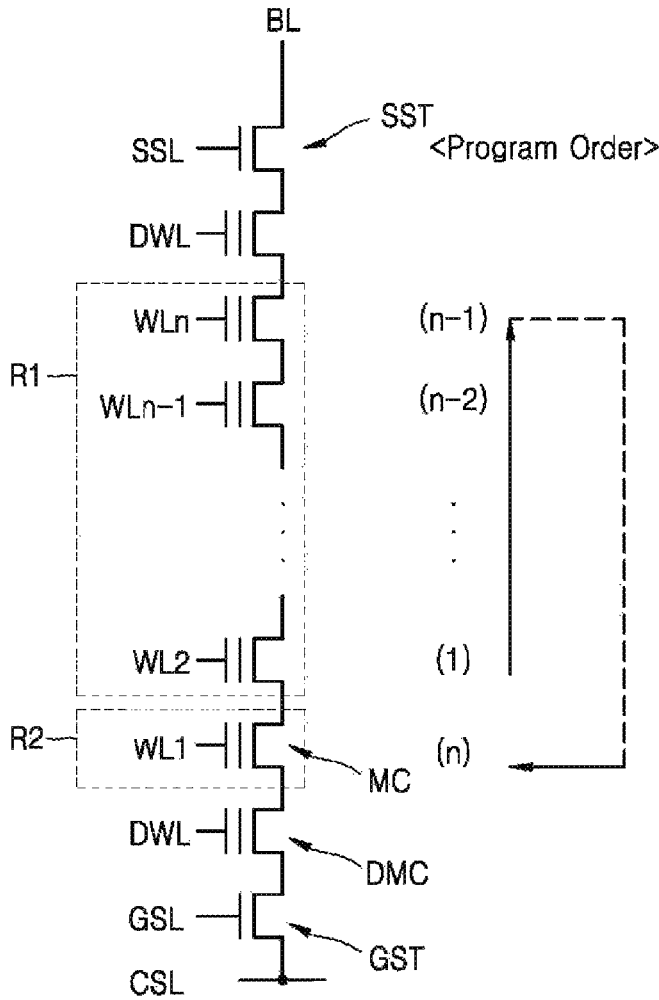 BL
SST
SSL
<Program Order>
DWL
WLn
(n-1)
R1
WLn-1
(n-2)
WL2
(1)
R2
WL1
(n)
MC
DWL
DMC
GSL
GST
CSL